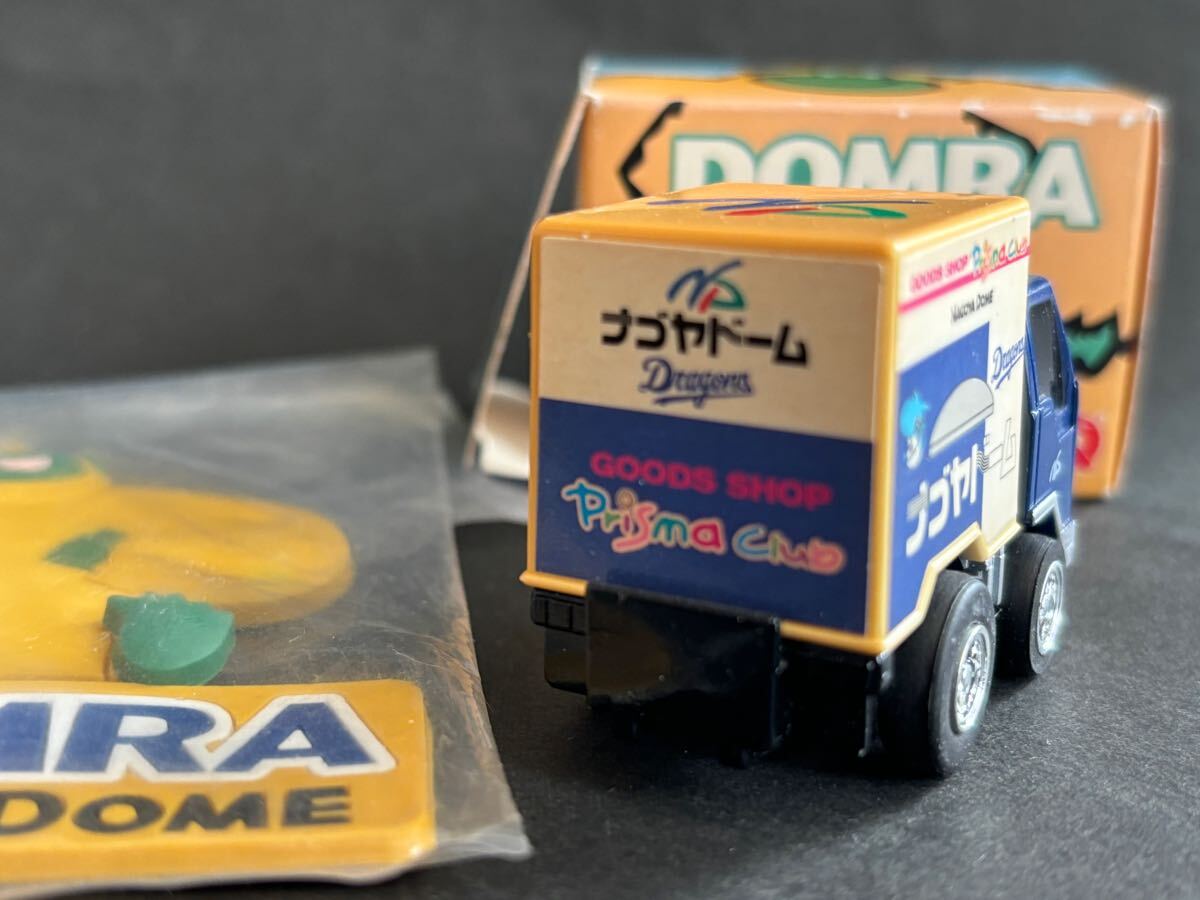 DOMRA
ナゴヤドーム
Dragons
GOODS SHOP
Prisma Club
GOODS SHOP Prisma Club
NAGOYA DOME
Dragons
ナゴヤドーム
MRA
DOME